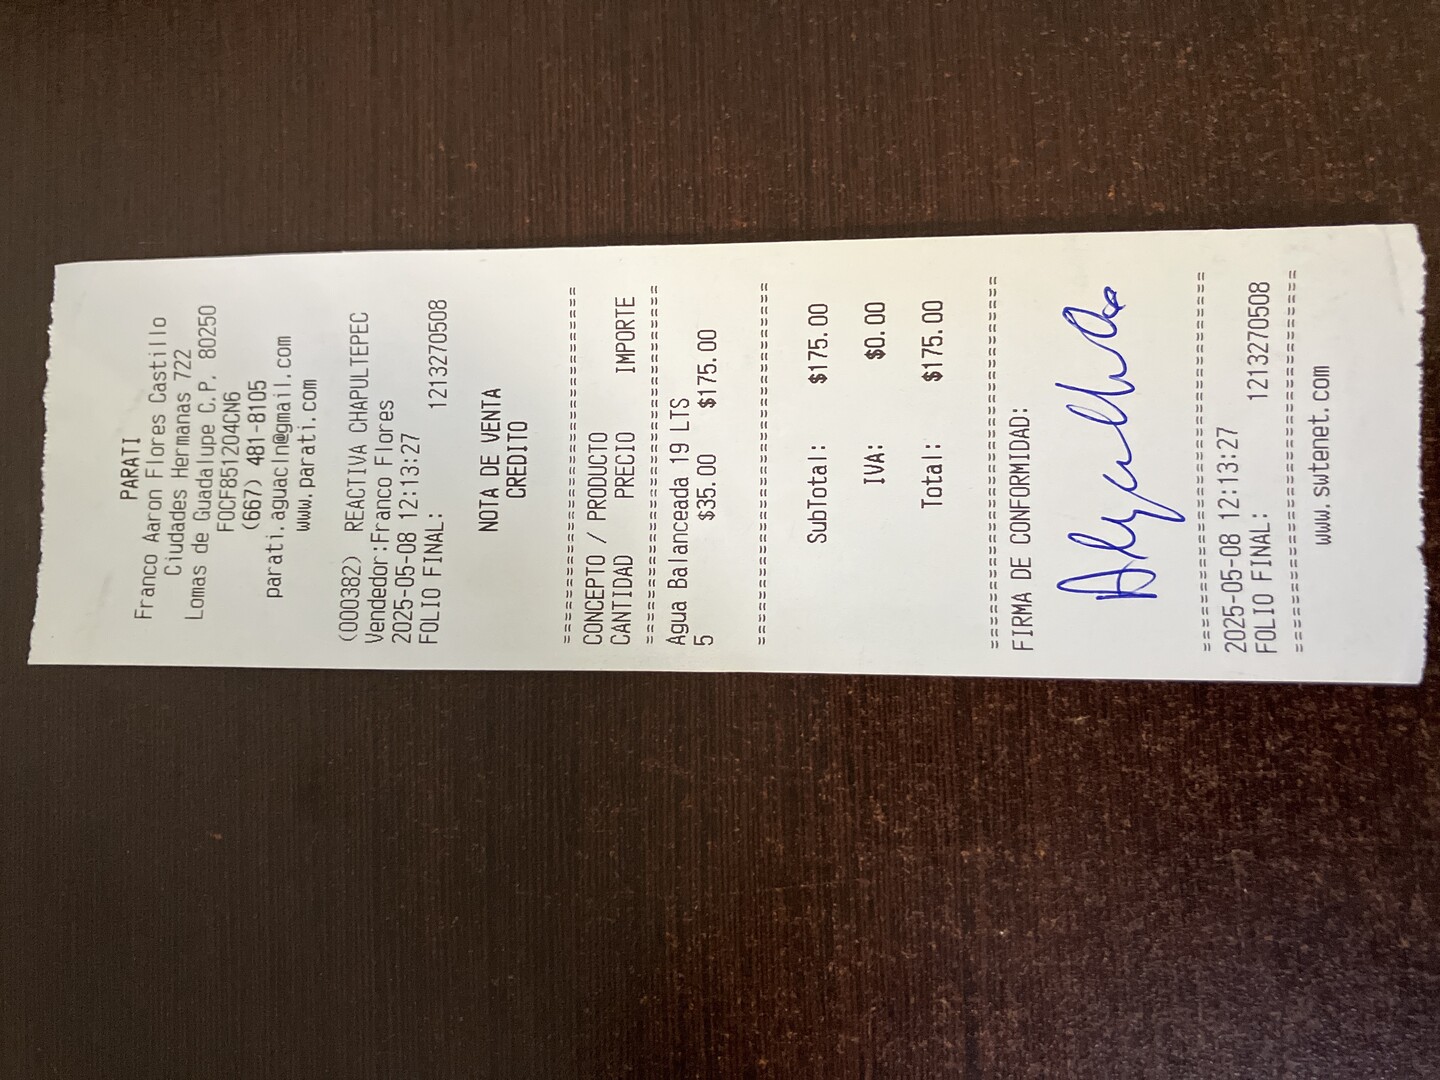 PARATI
Franco Aaron Flores Castillo
Ciudades Hermanas 722
Lomas de Guadalupe C.P. 80250
FOCF851204CN6
(667) 481-8105
parati.aguacln@gmail.com
www.parati.com
(000382) REACTIVA CHAPULTEPEC
Vendedor:Franco Flores
2025-05-08 12:13:27
FOLIO FINAL: 1213270508
NOTA DE VENTA
CREDITO
================================
CONCEPTO / PRODUCTO
CANTIDAD PRECIO IMPORTE
================================
Agua Balanceada 19 LTS
5 $35.00 $175.00
================================
SubTotal: $175.00
IVA: $0.00
Total: $175.00
================================
FIRMA DE CONFORMIDAD:
================================
2025-05-08 12:13:27
FOLIO FINAL: 1213270508
================================
www.swtenet.com